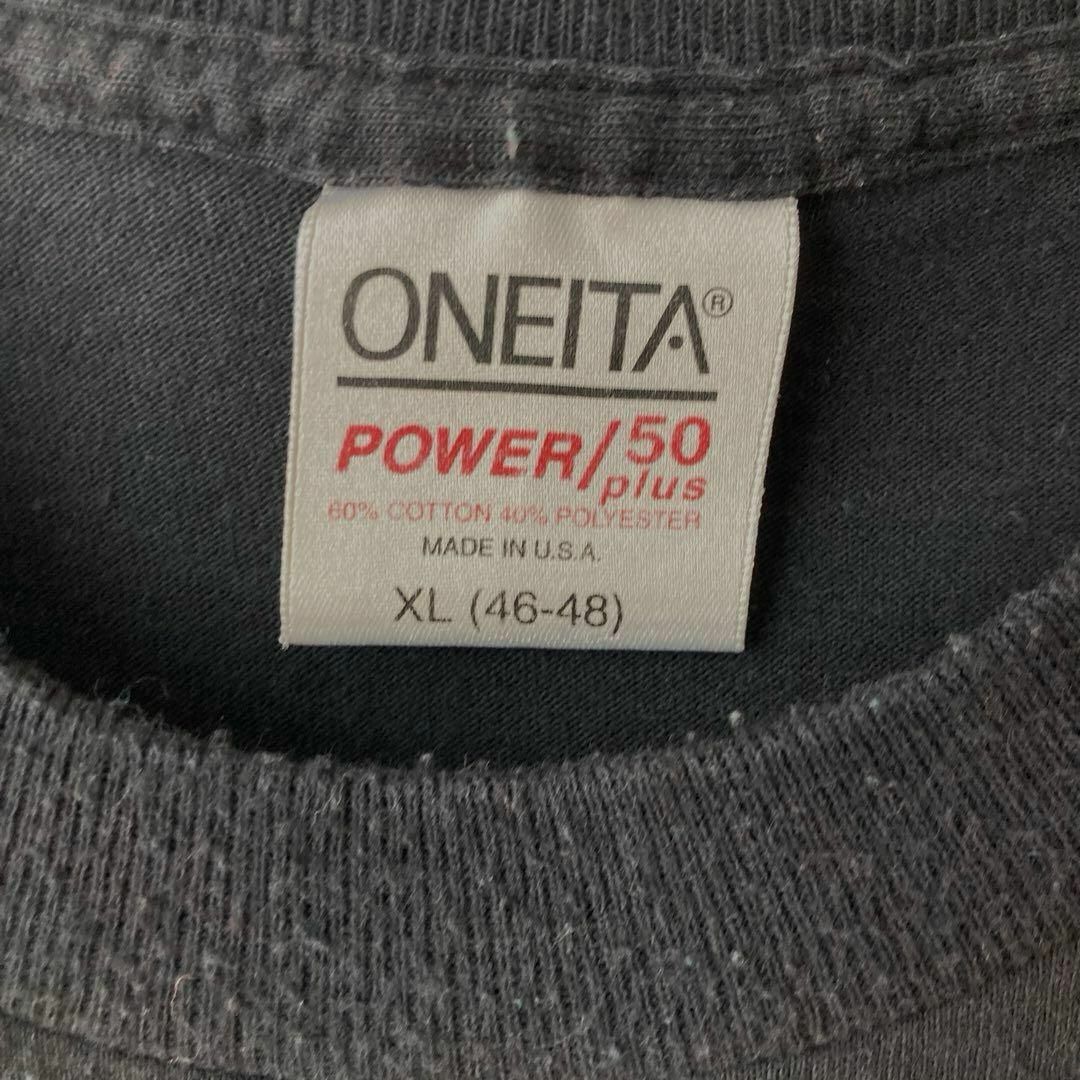 ONEITA®
POWER/50 plus
60% COTTON 40% POLYESTER
MADE IN U.S.A.
XL (46-48)